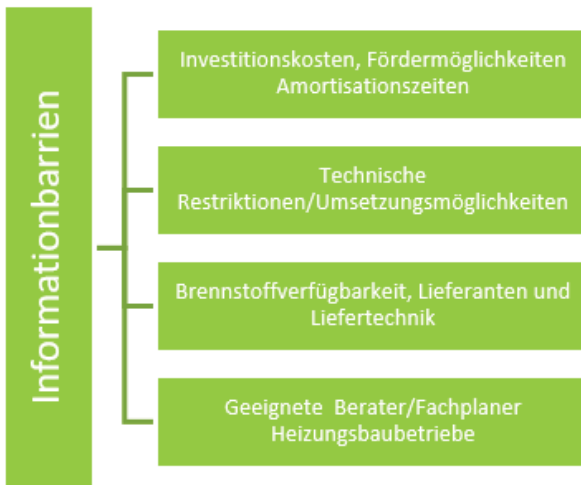 Informationbarrien
Investitionskosten, Fördermöglichkeiten
Amortisationszeiten
Technische
Restriktionen/Umsetzungsmöglichkeiten
Brennstoffverfügbarkeit, Lieferanten und
Liefertechnik
Geeignete Berater/Fachplaner
Heizungsbaubetriebe